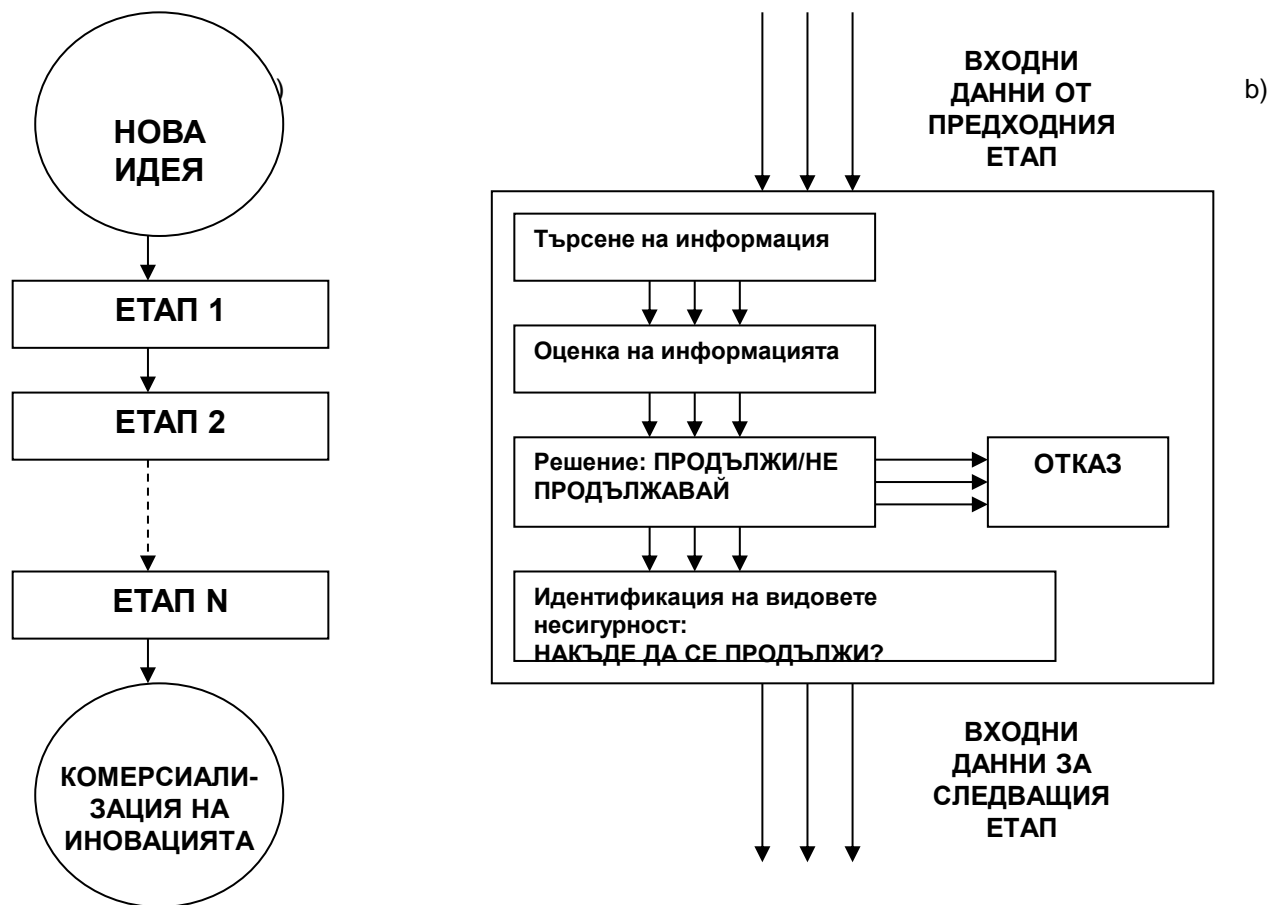 )
НОВА
ИДЕЯ
ЕТАП 1
ЕТАП 2
ЕТАП N
КОМЕРСИАЛИ-
ЗАЦИЯ НА
ИНОВАЦИЯТА
ВХОДНИ
ДАННИ ОТ
ПРЕДХОДНИЯ
ЕТАП
b)
Търсене на информация
Оценка на информацията
Решение: ПРОДЪЛЖИ/НЕ
ПРОДЪЛЖАВАЙ
ОТКАЗ
Идентификация на видовете
несигурност:
НАКЪДЕ ДА СЕ ПРОДЪЛЖИ?
ВХОДНИ
ДАННИ ЗА
СЛЕДВАЩИЯ
ЕТАП